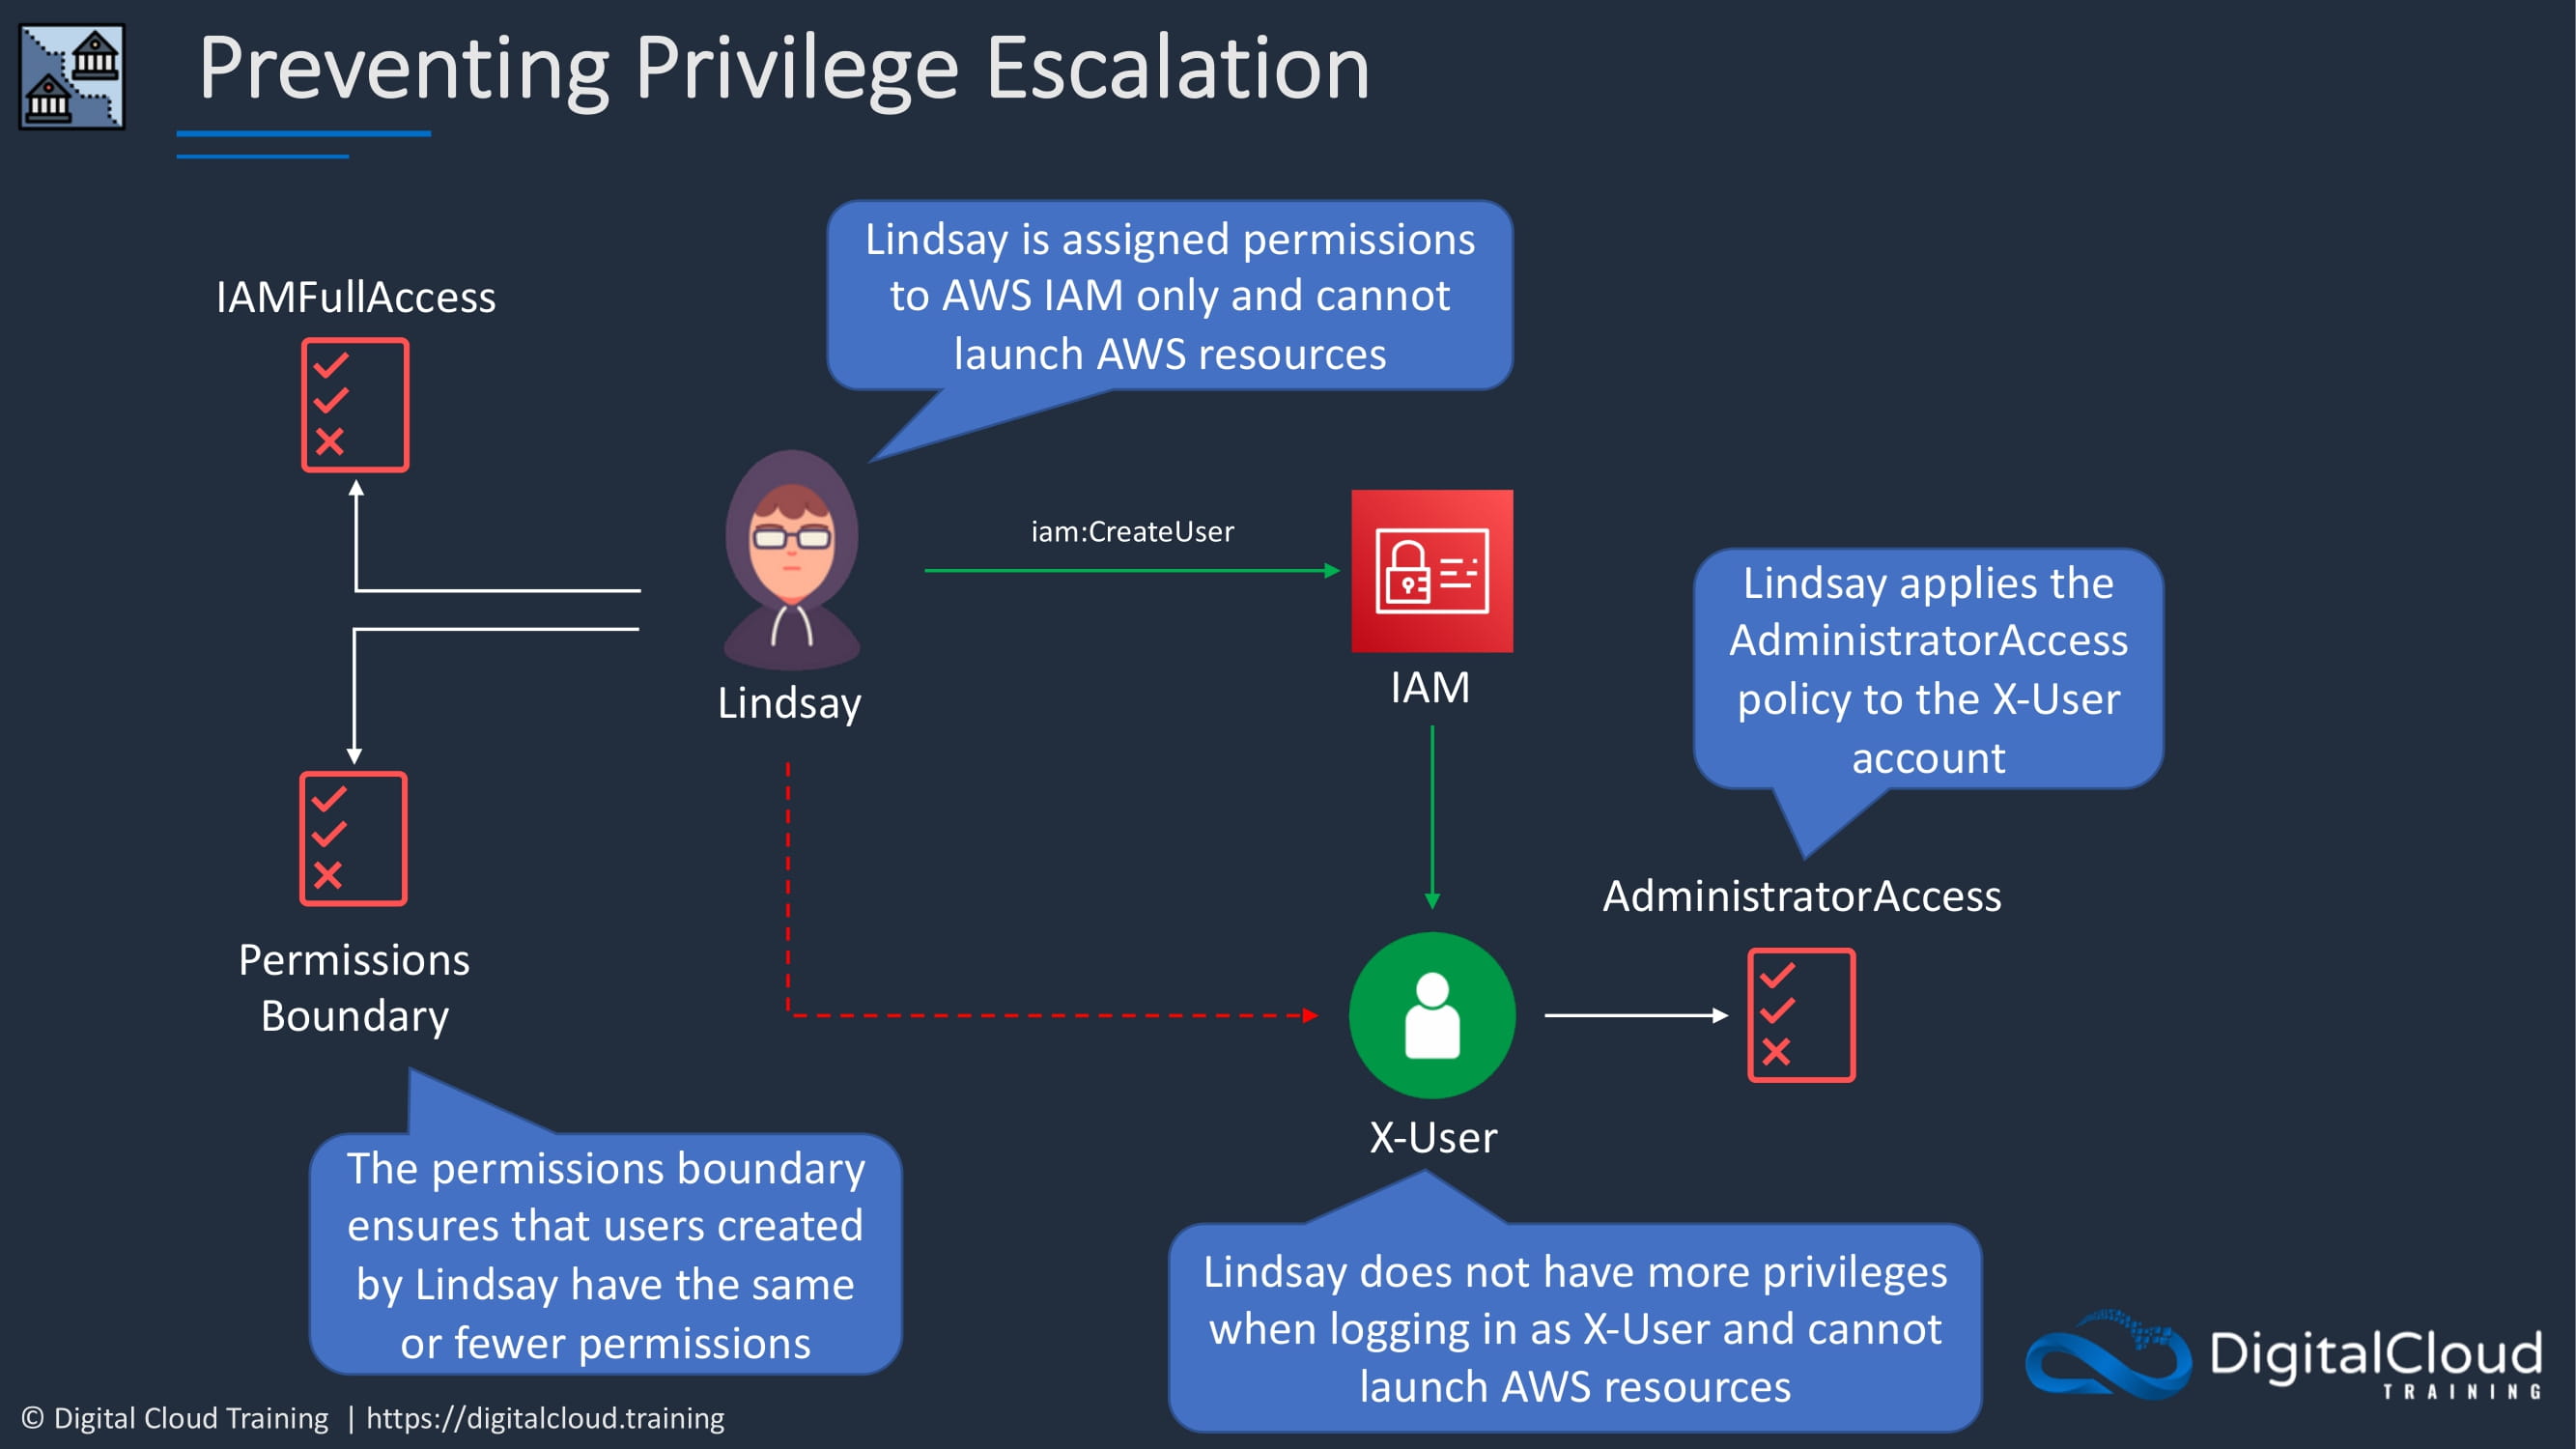 Preventing Privilege Escalation
Lindsay is assigned permissions
to AWS IAM only and cannot
launch AWS resources
IAMFullAccess
iam:CreateUser
Lindsay
IAM
Lindsay applies the
AdministratorAccess
policy to the X-User
account
AdministratorAccess
Permissions
Boundary
X-User
The permissions boundary
ensures that users created
by Lindsay have the same
or fewer permissions
Lindsay does not have more privileges
when logging in as X-User and cannot
launch AWS resources
DigitalCloud
TRAINING
© Digital Cloud Training | https://digitalcloud.training